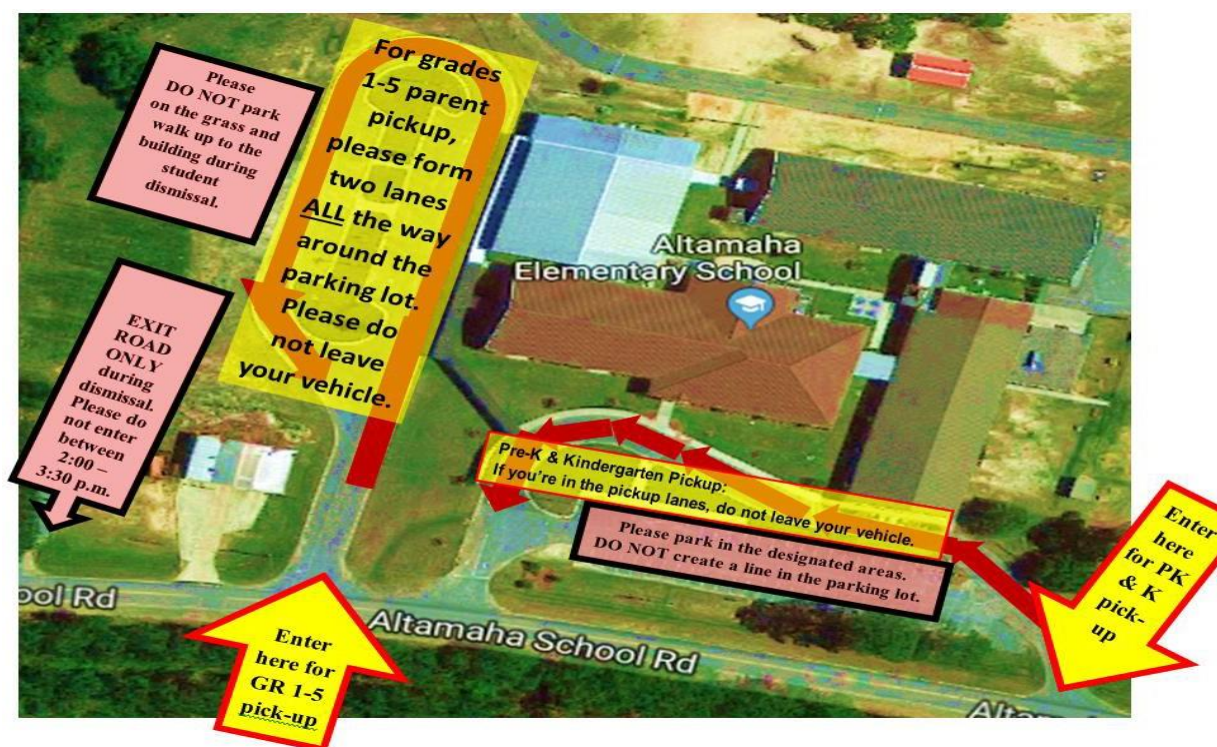 Please
DO NOT park
on the grass and
walk up to the
building during
student
dismissal.
For grades
1-5 parent
pickup,
please form
two lanes
ALL the way
around the
parking lot.
Please do
not leave
your vehicle.
Altamaha
Elementary School
EXIT
ROAD
ONLY
during
dismissal.
Please do
not enter
between
2:00 –
3:30 p.m.
Pre-K & Kindergarten Pickup:
If you're in the pickup lanes, do not leave your vehicle.
Please park in the designated areas.
DO NOT create a line in the parking lot.
Enter
here
for PK
& K
pick-
up
ool Rd
Altamaha School Rd
Enter
here for
GR 1-5
pick-up